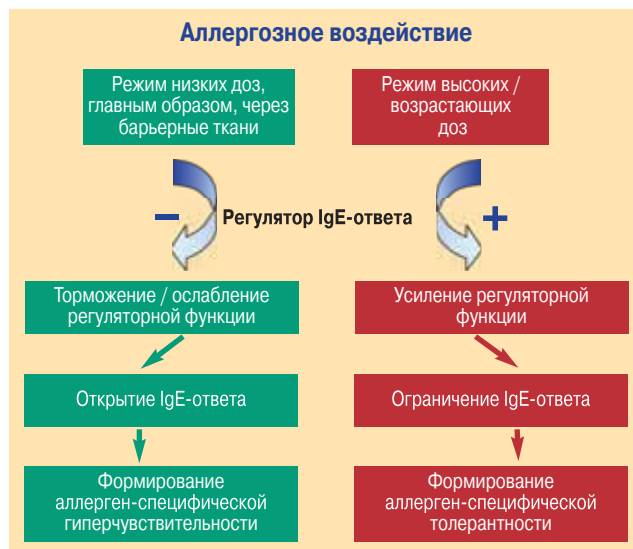 Аллергозное воздействие
Режим низких доз,
главным образом, через
барьерные ткани
Режим высоких /
возрастающих
доз
–
Регулятор IgE-ответа
+
Торможение / ослабление
регуляторной функции
Усиление регуляторной
функции
Открытие IgE-ответа
Ограничение IgE-ответа
Формирование
аллерген-специфической
гиперчувствительности
Формирование
аллерген-специфической
толерантности